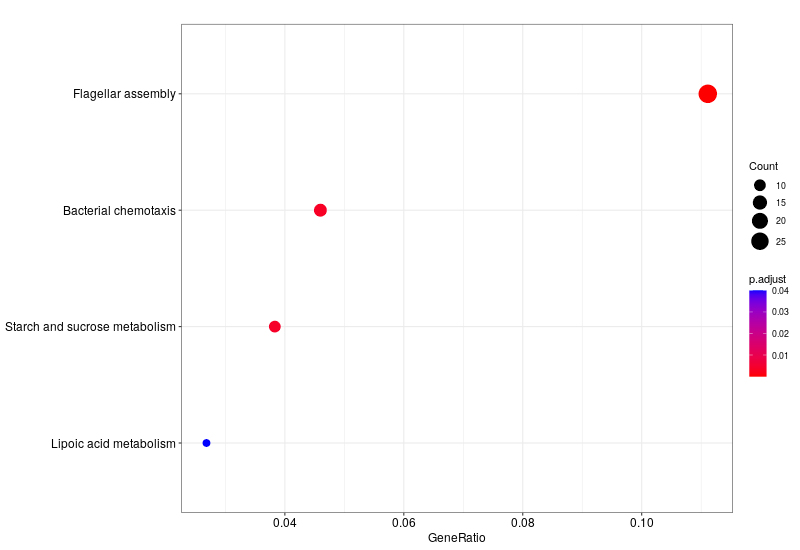 Flagellar assembly
Bacterial chemotaxis
Starch and sucrose metabolism
Lipoic acid metabolism
0.04 0.06 0.08 0.10
GeneRatio
Count
10
15
20
25
p.adjust
0.04
0.03
0.02
0.01